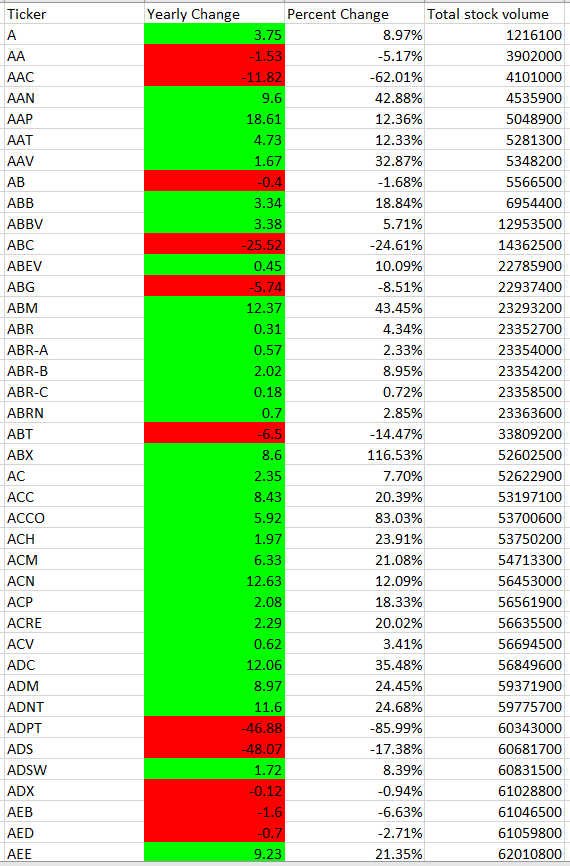 Ticker Yearly Change Percent Change Total stock volume
A 3.75 8.97% 1216100
AA -1.53 -5.17% 3902000
AAC -11.82 -62.01% 4101000
AAN 9.6 42.88% 4535900
AAP 18.61 12.36% 5048900
AAT 4.73 12.33% 5281300
AAV 1.67 32.87% 5348200
AB -0.4 -1.68% 5566500
ABB 3.34 18.84% 6954400
ABBV 3.38 5.71% 12953500
ABC -25.52 -24.61% 14362500
ABEV 0.45 10.09% 22785900
ABG -5.74 -8.51% 22937400
ABM 12.37 43.45% 23293200
ABR 0.31 4.34% 23352700
ABR-A 0.57 2.33% 23354000
ABR-B 2.02 8.95% 23354200
ABR-C 0.18 0.72% 23358500
ABRN 0.7 2.85% 23363600
ABT -6.5 -14.47% 33809200
ABX 8.6 116.53% 52602500
AC 2.35 7.70% 52622900
ACC 8.43 20.39% 53197100
ACCO 5.92 83.03% 53700600
ACH 1.97 23.91% 53750200
ACM 6.33 21.08% 54713300
ACN 12.63 12.09% 56453000
ACP 2.08 18.33% 56561900
ACRE 2.29 20.02% 56635500
ACV 0.62 3.41% 56694500
ADC 12.06 35.48% 56849600
ADM 8.97 24.45% 59371900
ADNT 11.6 24.68% 59775700
ADPT -46.88 -85.99% 60343000
ADS -48.07 -17.38% 60681700
ADSW 1.72 8.39% 60831500
ADX -0.12 -0.94% 61028800
AEB -1.6 -6.63% 61046500
AED -0.7 -2.71% 61059800
AEE 9.23 21.35% 62010800